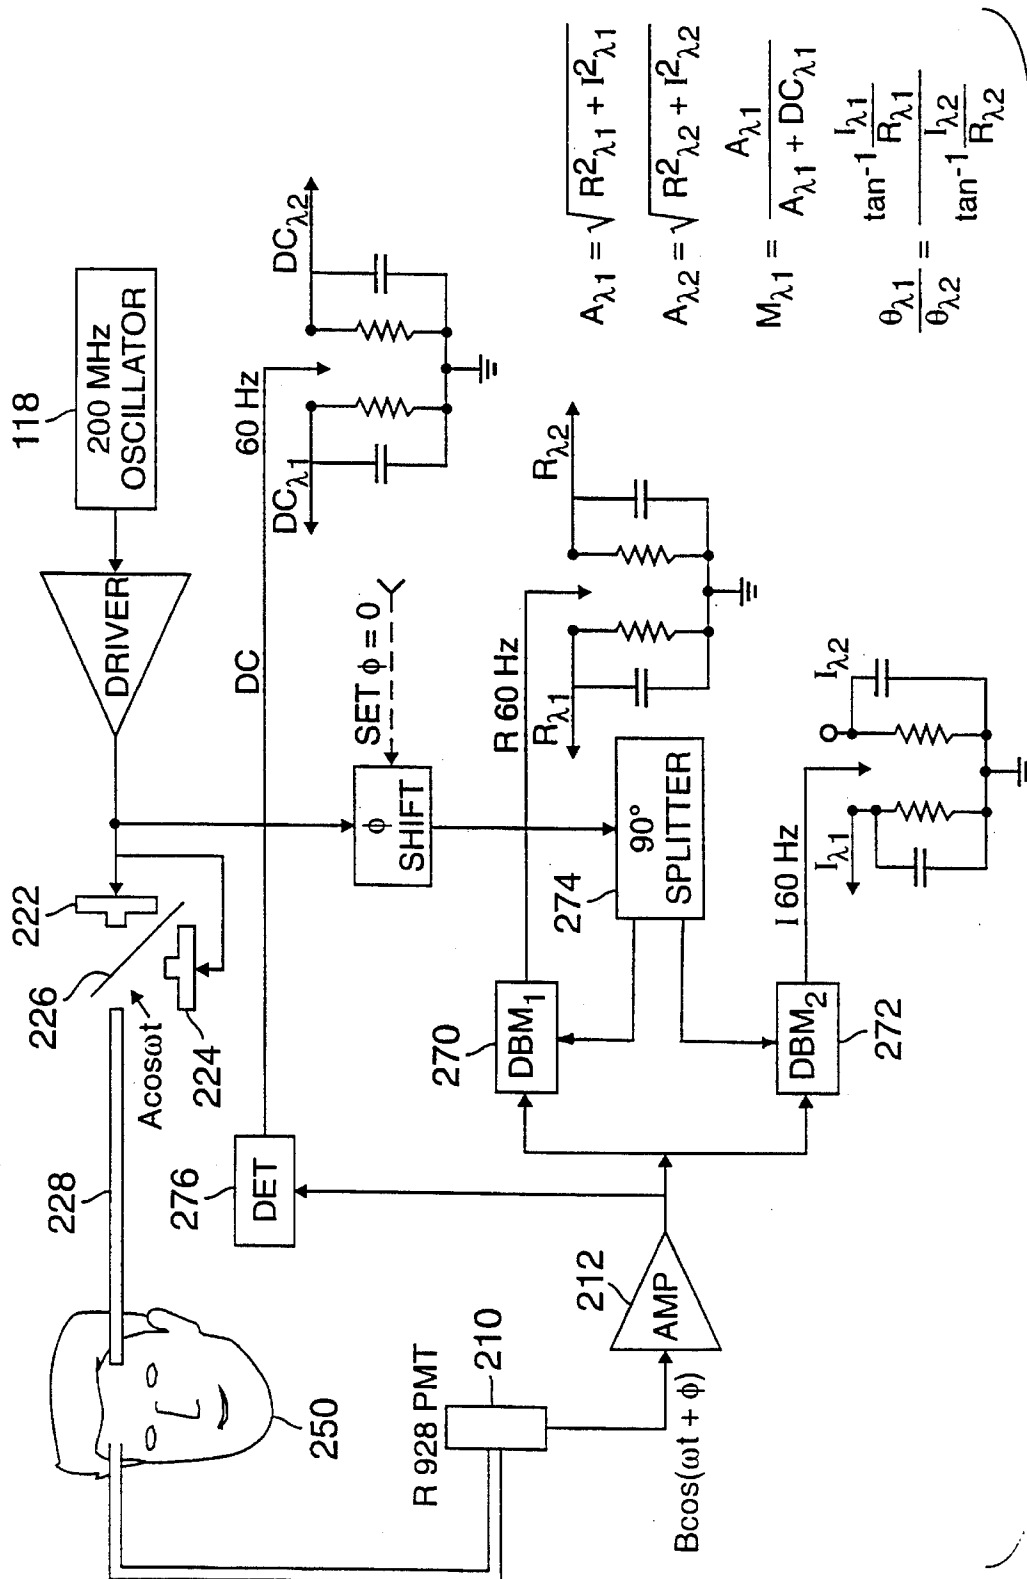 118
200 MHz
OSCILLATOR
DRIVER
222
226
224
Acosωt
228
250
R 928 PMT
210
Bcos(ωt + ϕ)
212
AMP
276
DET
DC
60 Hz
DCλ1
DCλ2
ϕ
SHIFT
SET ϕ = 0
274
90°
SPLITTER
270
DBM1
272
DBM2
R 60 Hz
Rλ1
Rλ2
I 60 Hz
Iλ1
Iλ2
Aλ1 = √R²λ1 + I²λ1
Aλ2 = √R²λ2 + I²λ2
Mλ1 = Aλ1 / Aλ1 + DCλ1
θλ1 / θλ2 = tan⁻¹ Iλ1 / Rλ1 / tan⁻¹ Iλ2 / Rλ2